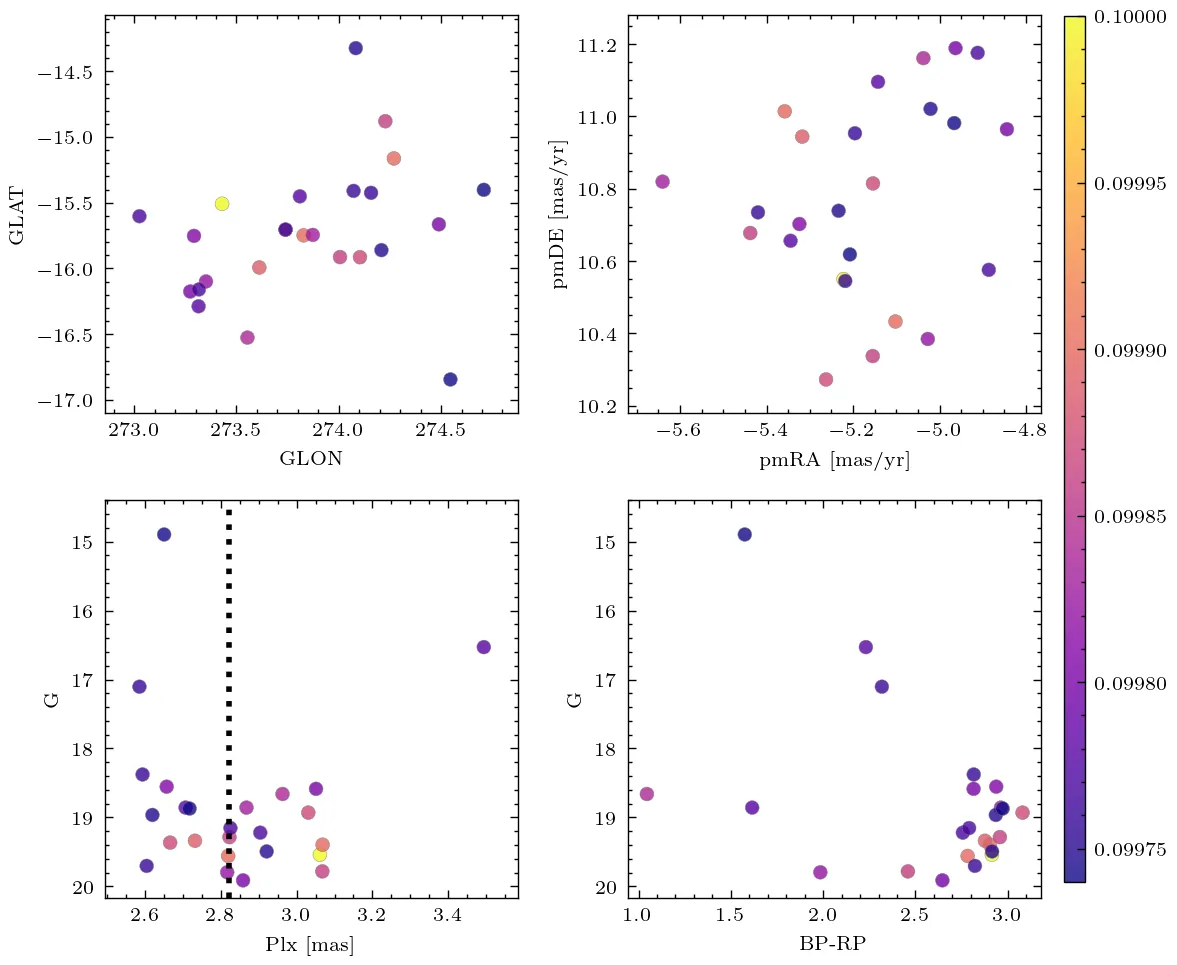 −14.5
−15.0
−15.5
−16.0
−16.5
−17.0
GLAT
273.0 273.5 274.0 274.5
GLON
11.2
11.0
10.8
10.6
10.4
10.2
pmDE [mas/yr]
−5.6 −5.4 −5.2 −5.0 −4.8
pmRA [mas/yr]
0.10000
0.09995
0.09990
0.09985
0.09980
0.09975
15
16
17
18
19
20
G
2.6 2.8 3.0 3.2 3.4
Plx [mas]
15
16
17
18
19
20
G
1.0 1.5 2.0 2.5 3.0
BP-RP